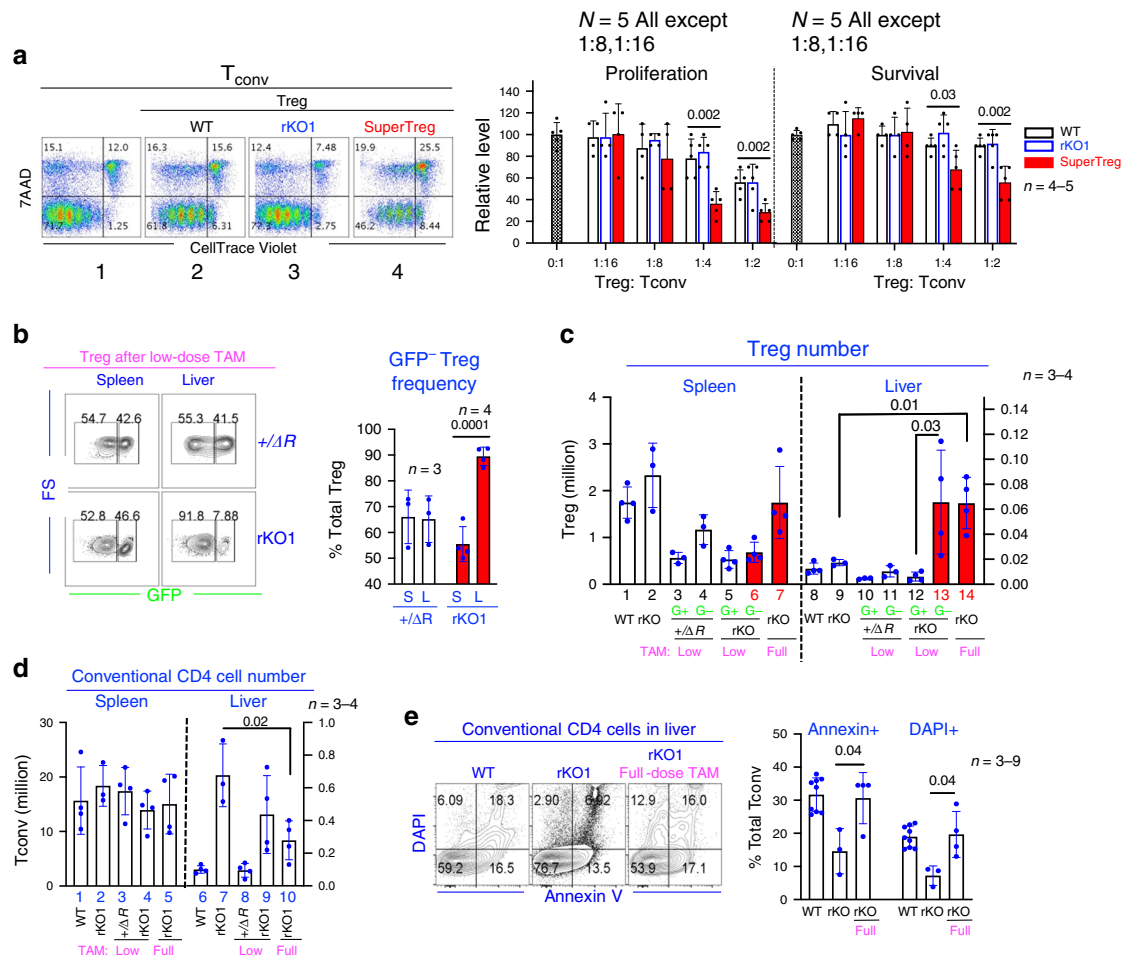 a
T conv
Treg
WT rKO1 SuperTreg
15.1 12.0 16.3 15.6 12.4 7.48 19.9 25.5
7AAD
1.25 61.8 6.31 77.3 2.75 46.2 8.44
CellTrace Violet
1 2 3 4
N = 5 All except
1:8,1:16
N = 5 All except
1:8,1:16
Proliferation Survival
Relative level
140
120
100
80
60
40
20
0
0.002
0.002
0.03
0.002
0:1 1:16 1:8 1:4 1:2 0:1 1:16 1:8 1:4 1:2
Treg: Tconv Treg: Tconv
WT
rKO1
SuperTreg
n = 4–5
b
Treg after low-dose TAM
Spleen Liver
54.7 42.6 55.3 41.5
+/ΔR
FS
52.8 46.6 91.8 7.88
rKO1
GFP
GFP– Treg
frequency
n = 4
0.0001
n = 3
% Total Treg
100
90
80
70
60
50
40
S L S L
+/ΔR rKO1
c
Treg number
n = 3–4
Spleen Liver
0.01
0.03
Treg (million)
4
3
2
1
0
0.14
0.12
0.10
0.08
0.06
0.04
0.02
0.00
1 2 3 4 5 6 7 8 9 10 11 12 13 14
WT rKO G+ G– G+ G– rKO WT rKO G+ G– G+ G– rKO
+/ΔR rKO +/ΔR rKO
TAM: Low Low Full Low Low Full
d
Conventional CD4 cell number
Spleen Liver
n = 3–4
0.02
Tconv (million)
30
20
10
0
1.0
0.8
0.6
0.4
0.2
0.0
1 2 3 4 5 6 7 8 9 10
WT rKO1 +/ΔR rKO1 rKO1 WT rKO1 +/ΔR rKO1 rKO1
TAM: Low Full Low Full
e
Conventional CD4 cells in liver
WT rKO1 rKO1
Full-dose TAM
6.09 18.3 2.90 6.92 12.9 16.0
DAPI
59.2 16.5 76.7 13.5 53.9 17.1
Annexin V
Annexin+ DAPI+
0.04
0.04
n = 3–9
% Total Tconv
50
40
30
20
10
0
WT rKO rKO WT rKO rKO
Full Full